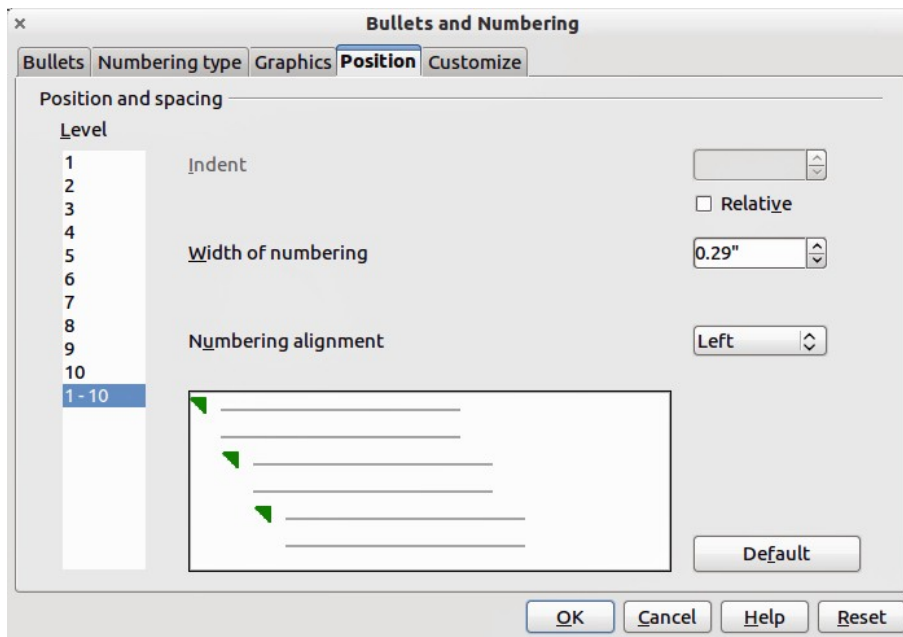 Bullets and Numbering
Bullets Numbering type Graphics Position Customize
Position and spacing
Level
1
2
3
4
5
6
7
8
9
10
1 - 10
Indent
Relative
Width of numbering 0.29"
Numbering alignment Left
Default
OK Cancel Help Reset